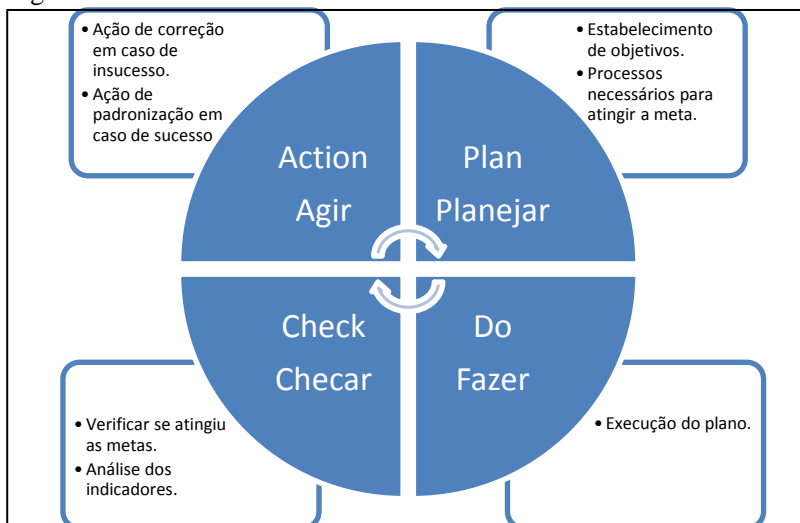 • Ação de correção
em caso de
insucesso.
• Ação de
padronização em
caso de sucesso
• Estabelecimento
de objetivos.
• Processos
necessários para
atingir a meta.
Action
Agir
Plan
Planejar
Check
Checar
Do
Fazer
• Verificar se atingiu
as metas.
• Análise dos
indicadores.
• Execução do plano.